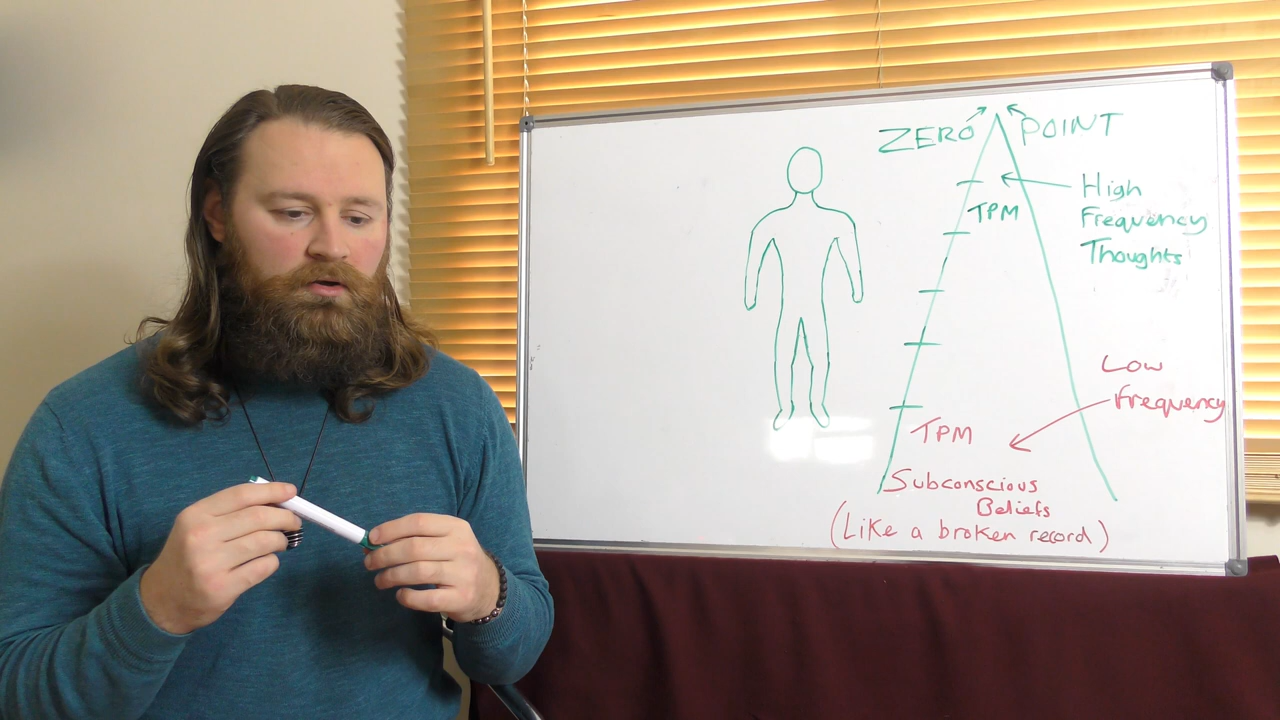 ZERO POINT
High
Frequency
Thoughts
TPM
Low
Frequency
TPM
Subconscious
Beliefs
(Like a broken record)